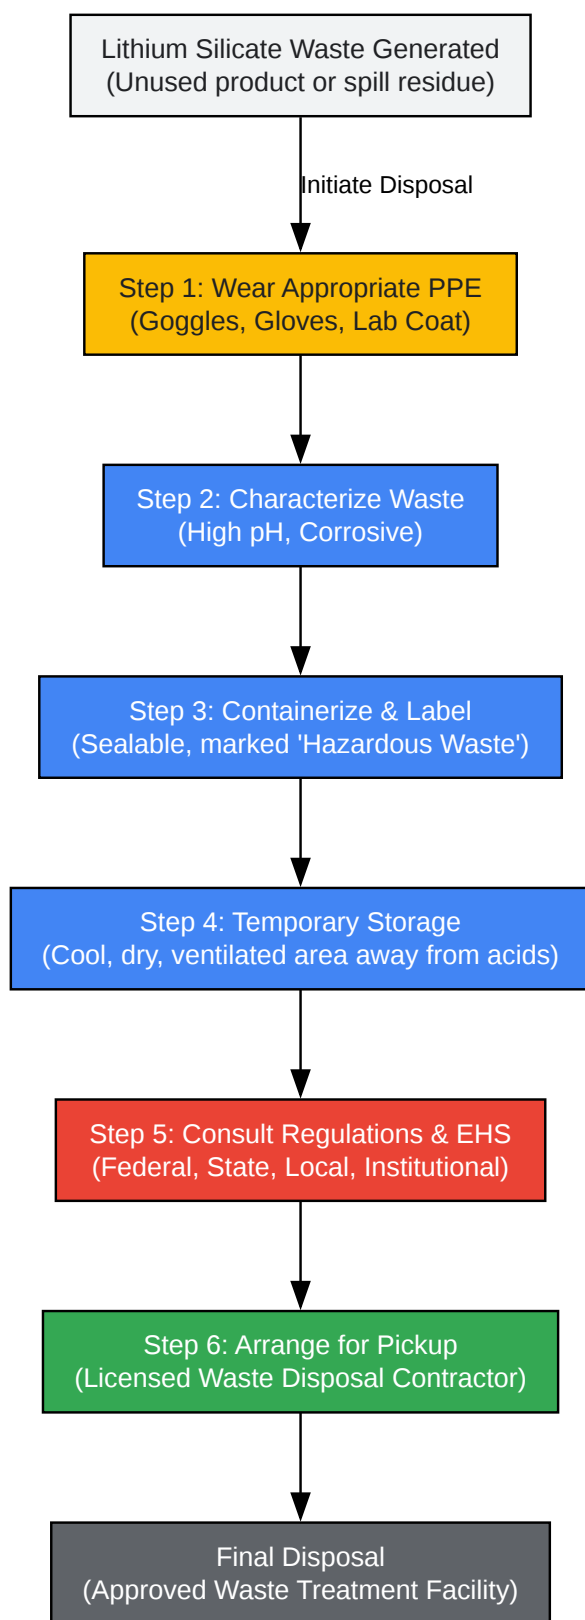 Lithium Silicate Waste Generated
(Unused product or spill residue)
Initiate Disposal
Step 1: Wear Appropriate PPE
(Goggles, Gloves, Lab Coat)
Step 2: Characterize Waste
(High pH, Corrosive)
Step 3: Containerize & Label
(Sealable, marked 'Hazardous Waste')
Step 4: Temporary Storage
(Cool, dry, ventilated area away from acids)
Step 5: Consult Regulations & EHS
(Federal, State, Local, Institutional)
Step 6: Arrange for Pickup
(Licensed Waste Disposal Contractor)
Final Disposal
(Approved Waste Treatment Facility)